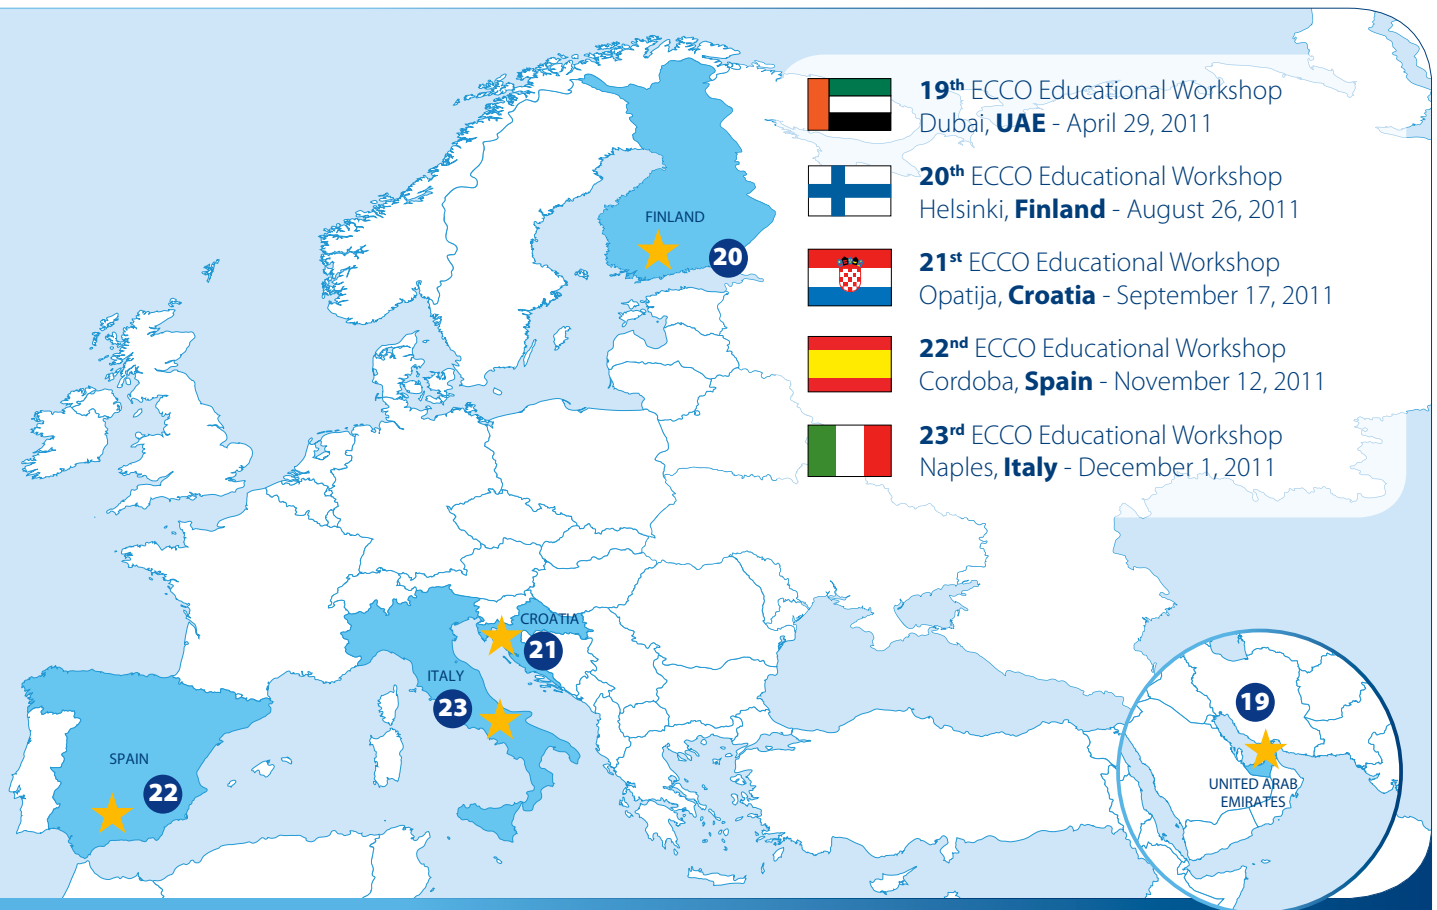 19th ECCO Educational Workshop
Dubai, UAE - April 29, 2011
20th ECCO Educational Workshop
Helsinki, Finland - August 26, 2011
21st ECCO Educational Workshop
Opatija, Croatia - September 17, 2011
22nd ECCO Educational Workshop
Cordoba, Spain - November 12, 2011
23rd ECCO Educational Workshop
Naples, Italy - December 1, 2011
FINLAND
20
CROATIA
21
ITALY
23
SPAIN
22
19
UNITED ARAB
EMIRATES